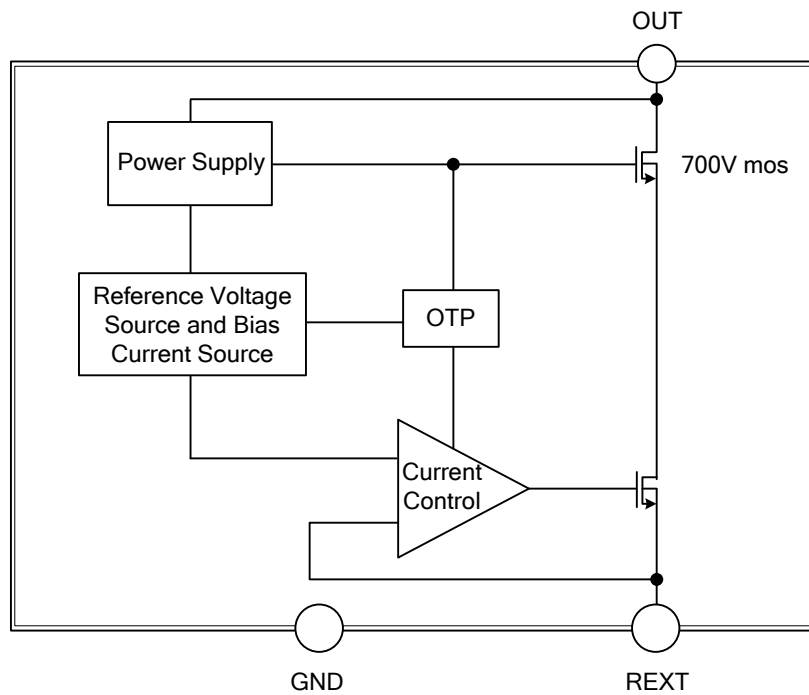 OUT
Power Supply
700V mos
Reference Voltage
Source and Bias
Current Source
OTP
Current
Control
GND
REXT